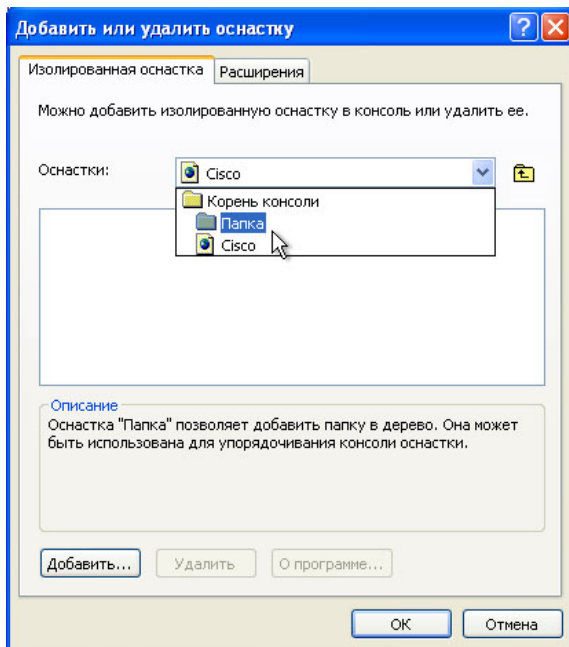 Добавить или удалить оснастку
Изолированная оснастка
Расширения
Можно добавить изолированную оснастку в консоль или удалить ее.
Оснастки:
Cisco
Корень консоли
Папка
Cisco
Описание
Оснастка "Папка" позволяет добавить папку в дерево. Она может
быть использована для упорядочивания консоли оснастки.
Добавить...
Удалить
О программе...
ОК
Отмена